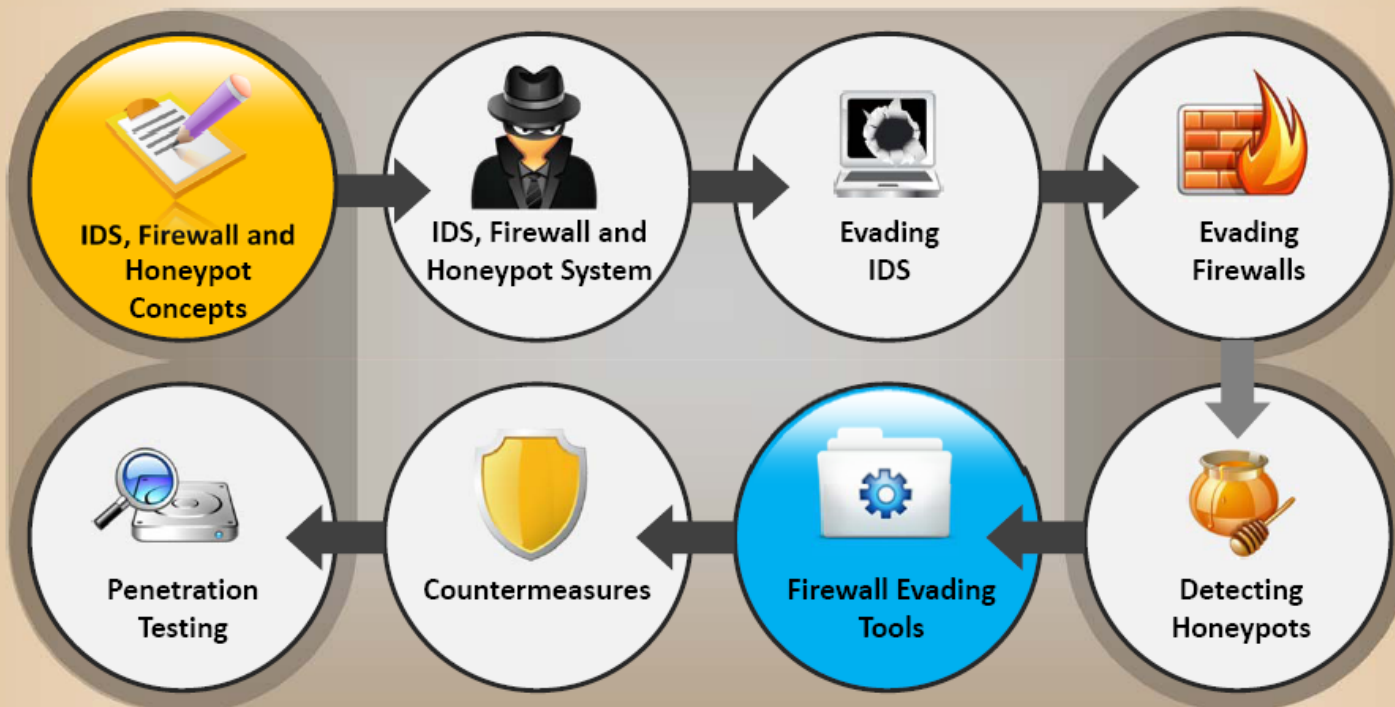 IDS, Firewall and
Honeypot
Concepts
IDS, Firewall and
Honeypot System
Evading
IDS
Evading
Firewalls
Detecting
Honeypots
Firewall Evading
Tools
Countermeasures
Penetration
Testing